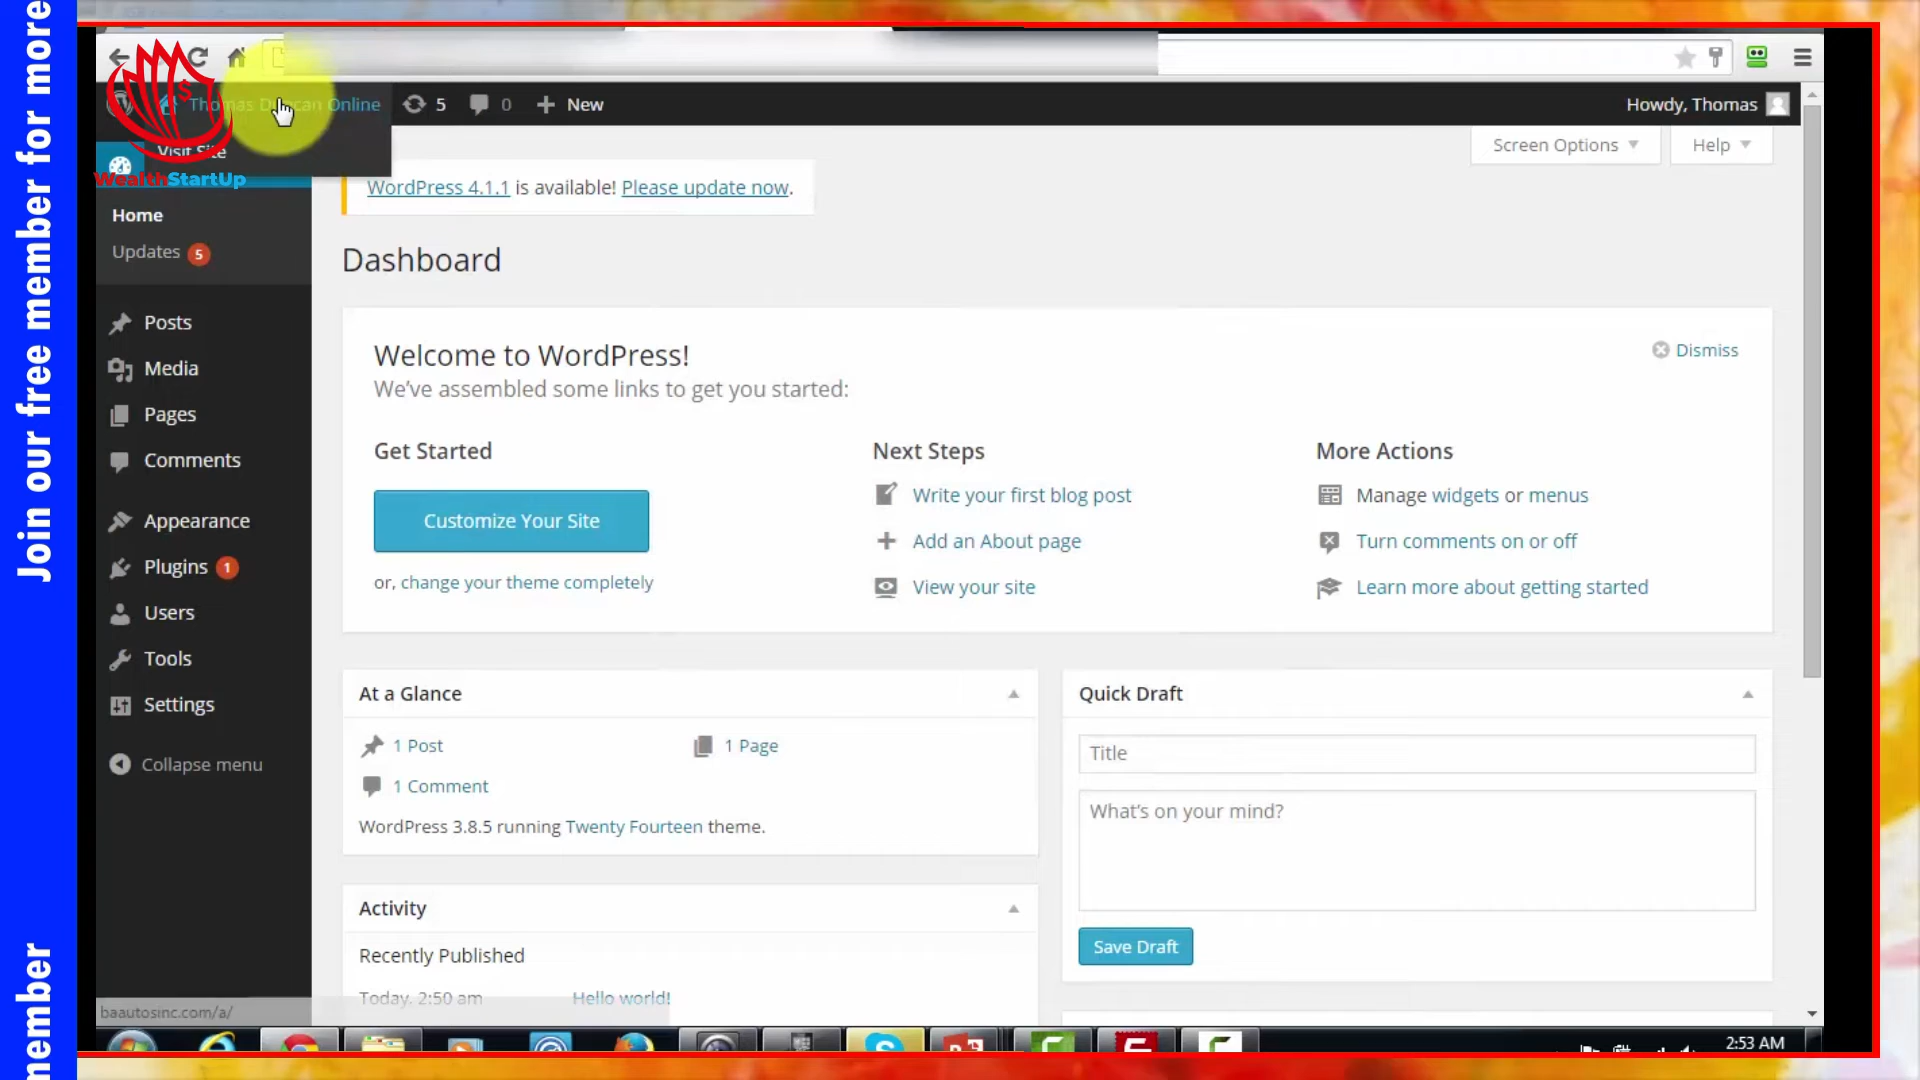 Join our free member for more
member
Thomas Duncan Online
5
0
New
Howdy, Thomas
Visit Site
WealthStartUp
Screen Options
Help
WordPress 4.1.1 is available! Please update now.
Home
Updates 5
Dashboard
Posts
Media
Pages
Comments
Appearance
Plugins 1
Users
Tools
Settings
Collapse menu
Welcome to WordPress!
Dismiss
We've assembled some links to get you started:
Get Started
Customize Your Site
or, change your theme completely
Next Steps
Write your first blog post
Add an About page
View your site
More Actions
Manage widgets or menus
Turn comments on or off
Learn more about getting started
At a Glance
1 Post
1 Page
1 Comment
WordPress 3.8.5 running Twenty Fourteen theme.
Activity
Recently Published
Today, 2:50 am
Hello world!
Quick Draft
Title
What's on your mind?
Save Draft
baautosinc.com/a/
2:53 AM